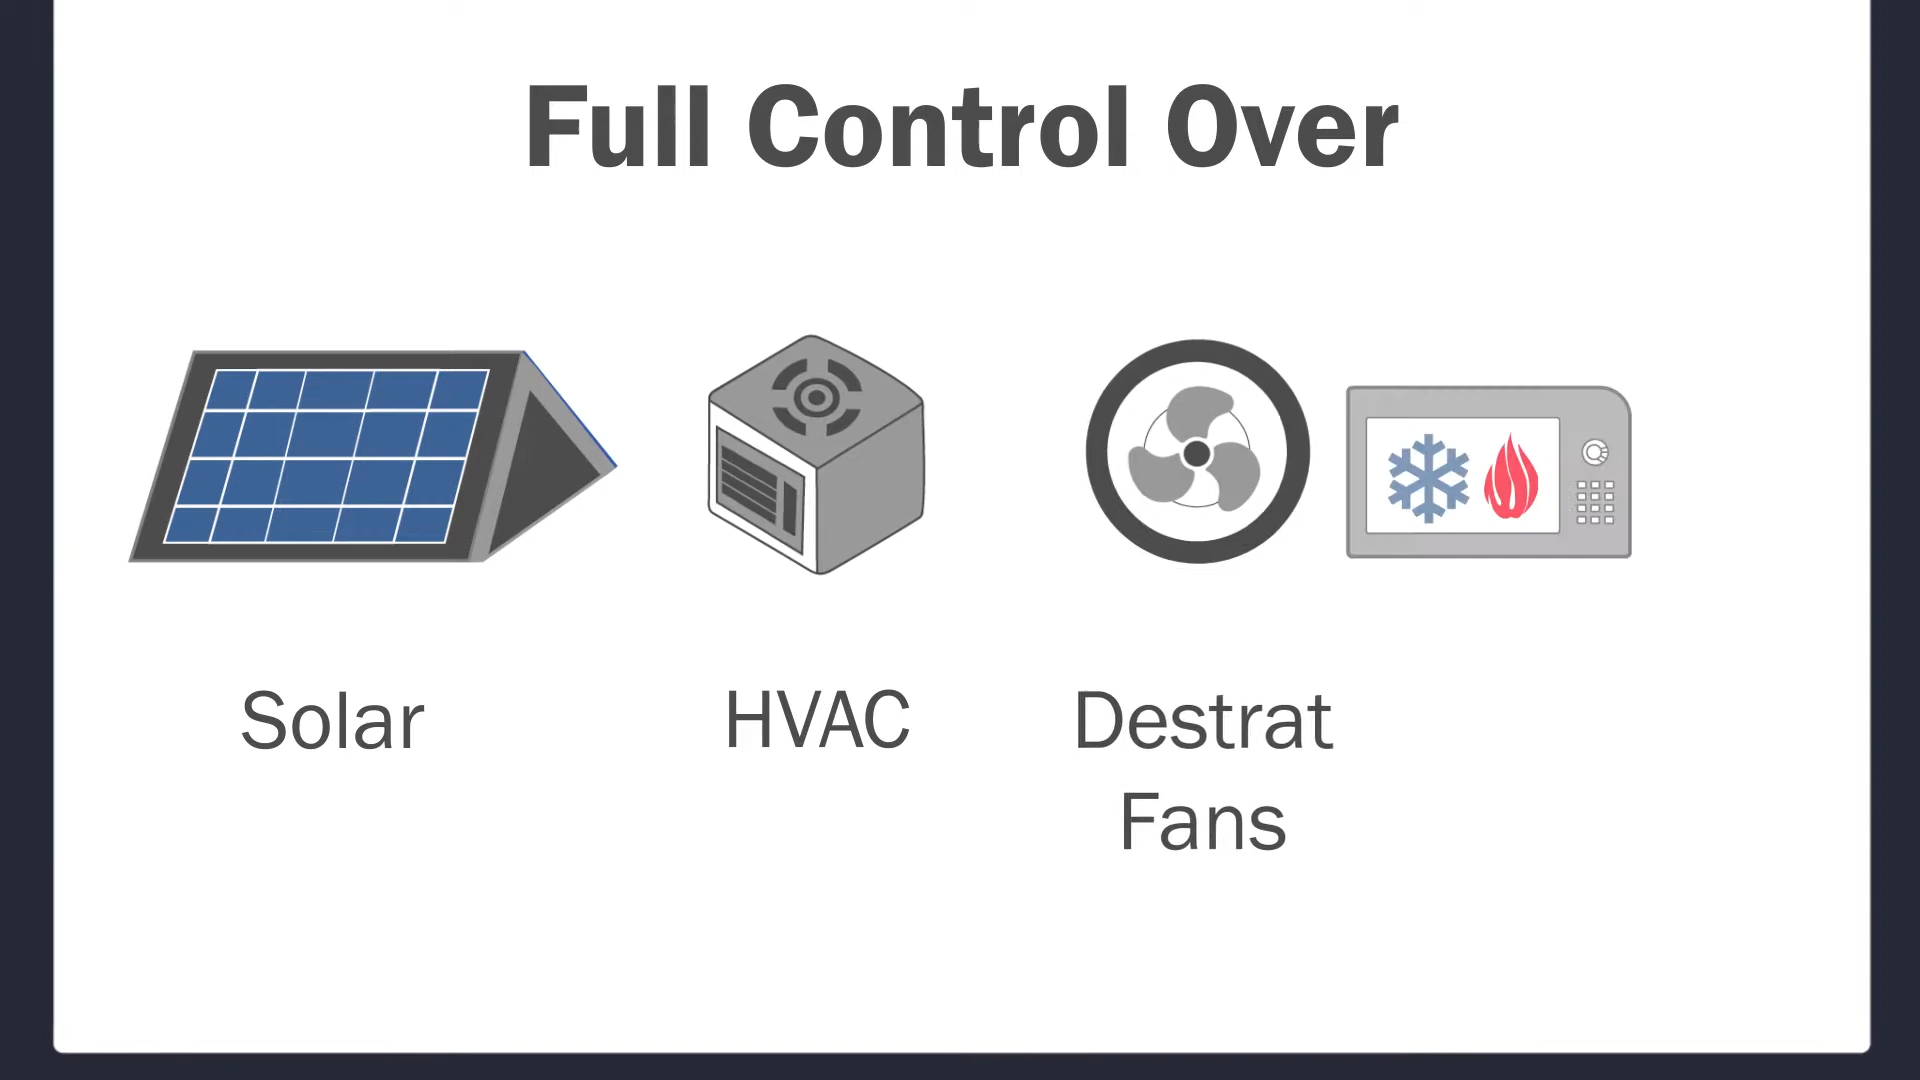 Full Control Over
Solar
HVAC
Destrat
Fans